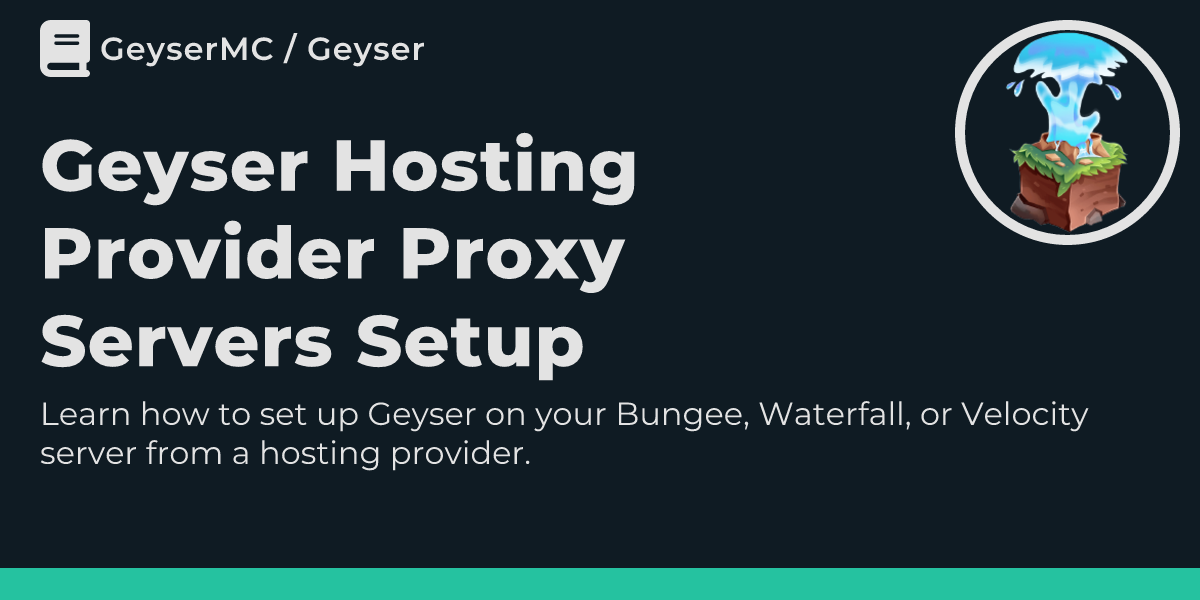 GeyserMC / Geyser
Geyser Hosting
Provider Proxy
Servers Setup
Learn how to set up Geyser on your Bungee, Waterfall, or Velocity
server from a hosting provider.